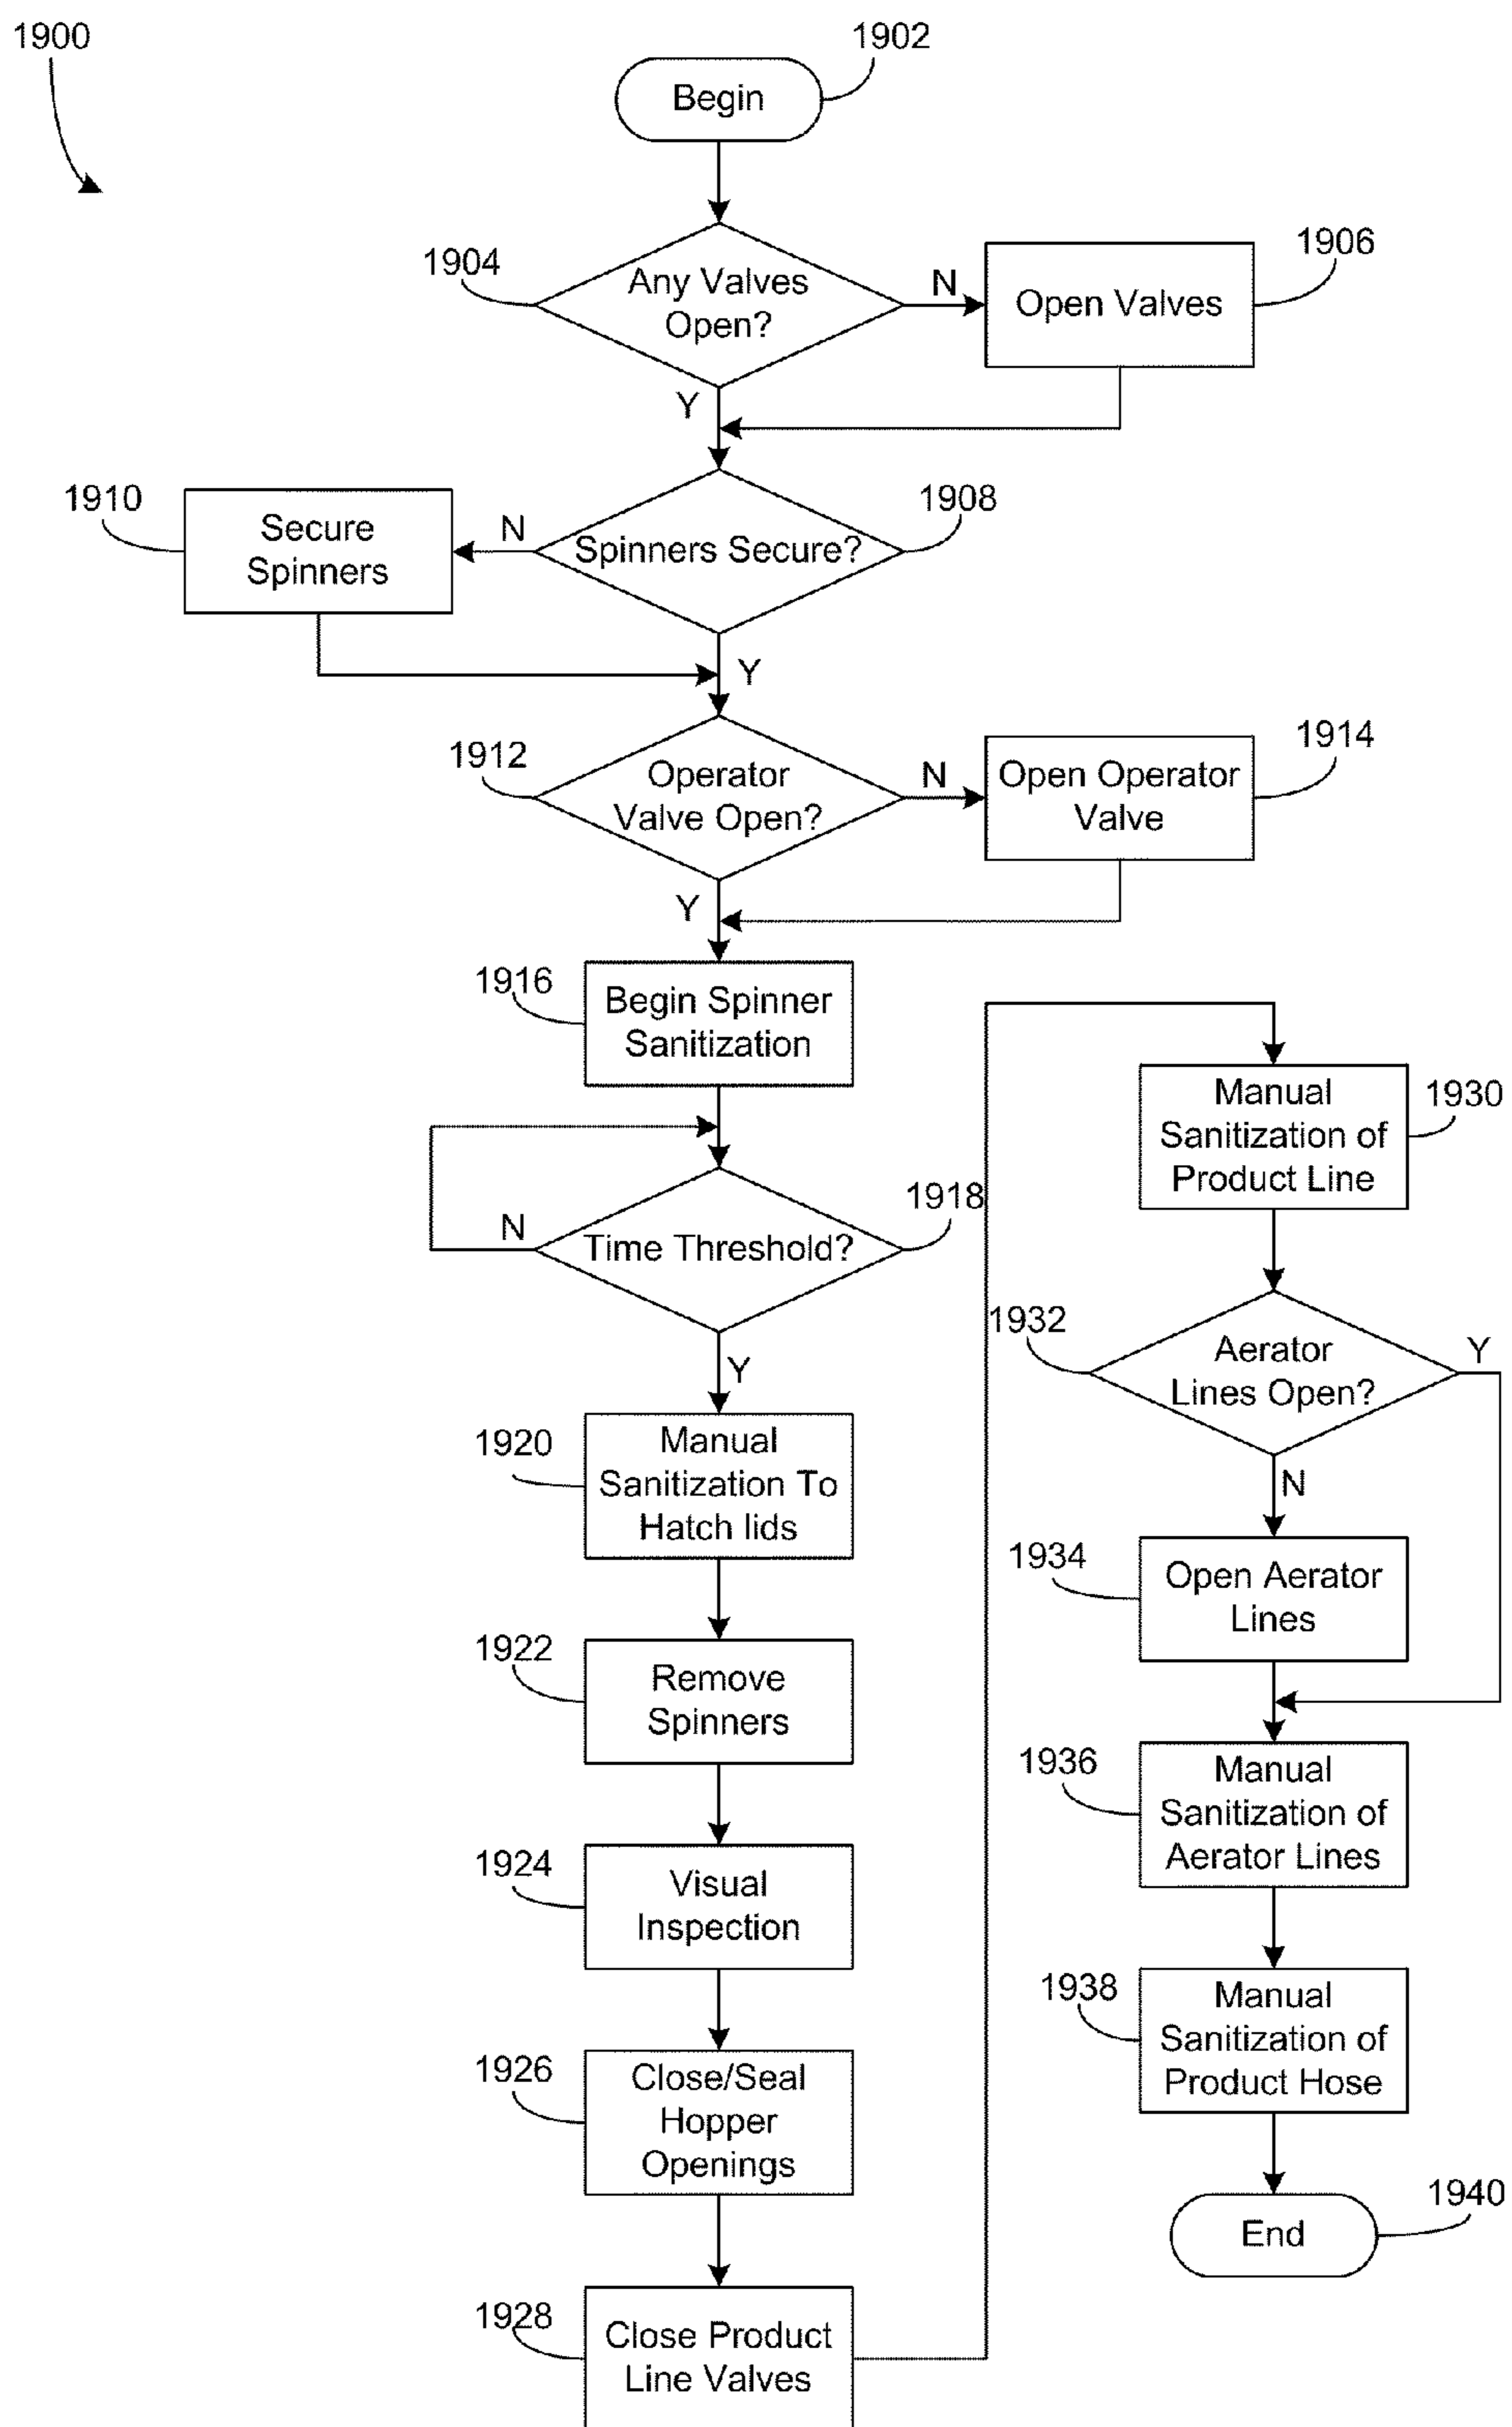 1900
1902
Begin
1904
Any Valves
Open?
N
1906
Open Valves
Y
1910
Secure
Spinners
N
1908
Spinners Secure?
Y
1912
Operator
Valve Open?
N
1914
Open Operator
Valve
Y
1916
Begin Spinner
Sanitization
N
1918
Time Threshold?
Y
1920
Manual
Sanitization To
Hatch lids
1922
Remove
Spinners
1924
Visual
Inspection
1926
Close/Seal
Hopper
Openings
1928
Close Product
Line Valves
1930
Manual
Sanitization of
Product Line
1932
Aerator
Lines Open?
Y
N
1934
Open Aerator
Lines
1936
Manual
Sanitization of
Aerator Lines
1938
Manual
Sanitization of
Product Hose
1940
End